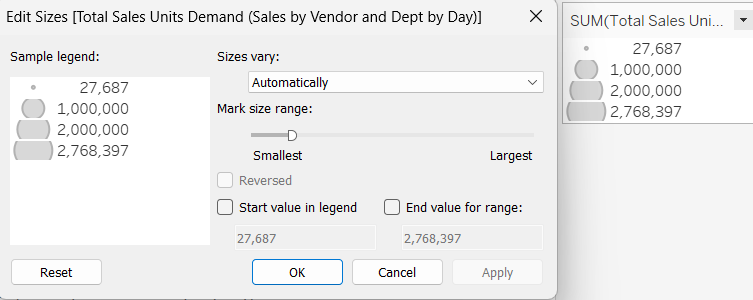 Edit Sizes [Total Sales Units Demand (Sales by Vendor and Dept by Day)]
Sample legend:
27,687
1,000,000
2,000,000
2,768,397
Sizes vary:
Automatically
Mark size range:
Smallest
Largest
Reversed
Start value in legend
End value for range:
27,687
2,768,397
Reset
OK
Cancel
Apply
SUM(Total Sales Uni...
27,687
1,000,000
2,000,000
2,768,397